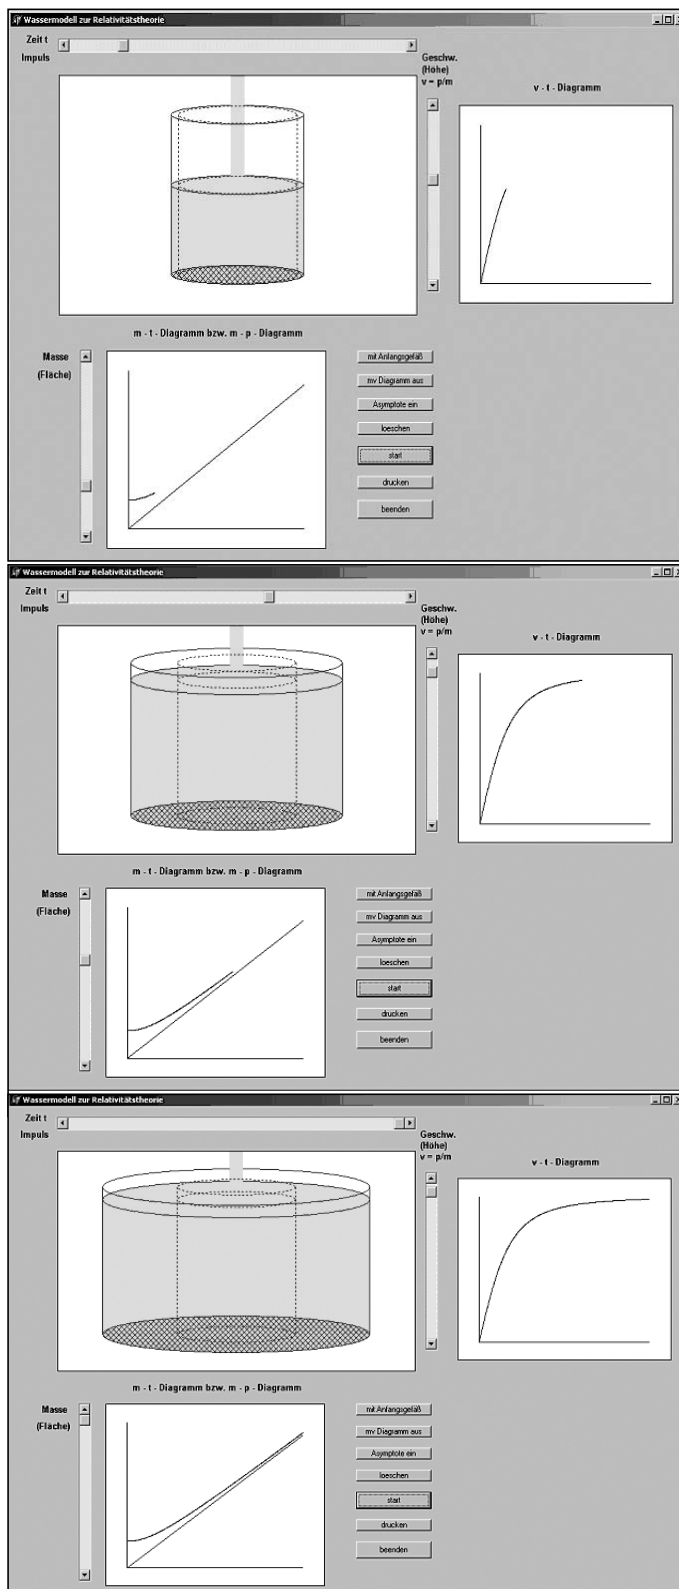 Wassermodell zur Relativitätstheorie
Zeit t
Impuls
Geschw.
(Höhe)
v = p/m
v - t - Diagramm
m - t - Diagramm bzw. m - p - Diagramm
Masse
(Fläche)
mit Anfangsgefäß
mv Diagramm aus
Asymptote ein
loeschen
start
drucken
beenden
Wassermodell zur Relativitätstheorie
Zeit t
Impuls
Geschw.
(Höhe)
v = p/m
v - t - Diagramm
m - t - Diagramm bzw. m - p - Diagramm
Masse
(Fläche)
mit Anfangsgefäß
mv Diagramm aus
Asymptote ein
loeschen
start
drucken
beenden
Wassermodell zur Relativitätstheorie
Zeit t
Impuls
Geschw.
(Höhe)
v = p/m
v - t - Diagramm
m - t - Diagramm bzw. m - p - Diagramm
Masse
(Fläche)
mit Anfangsgefäß
mv Diagramm aus
Asymptote ein
loeschen
start
drucken
beenden